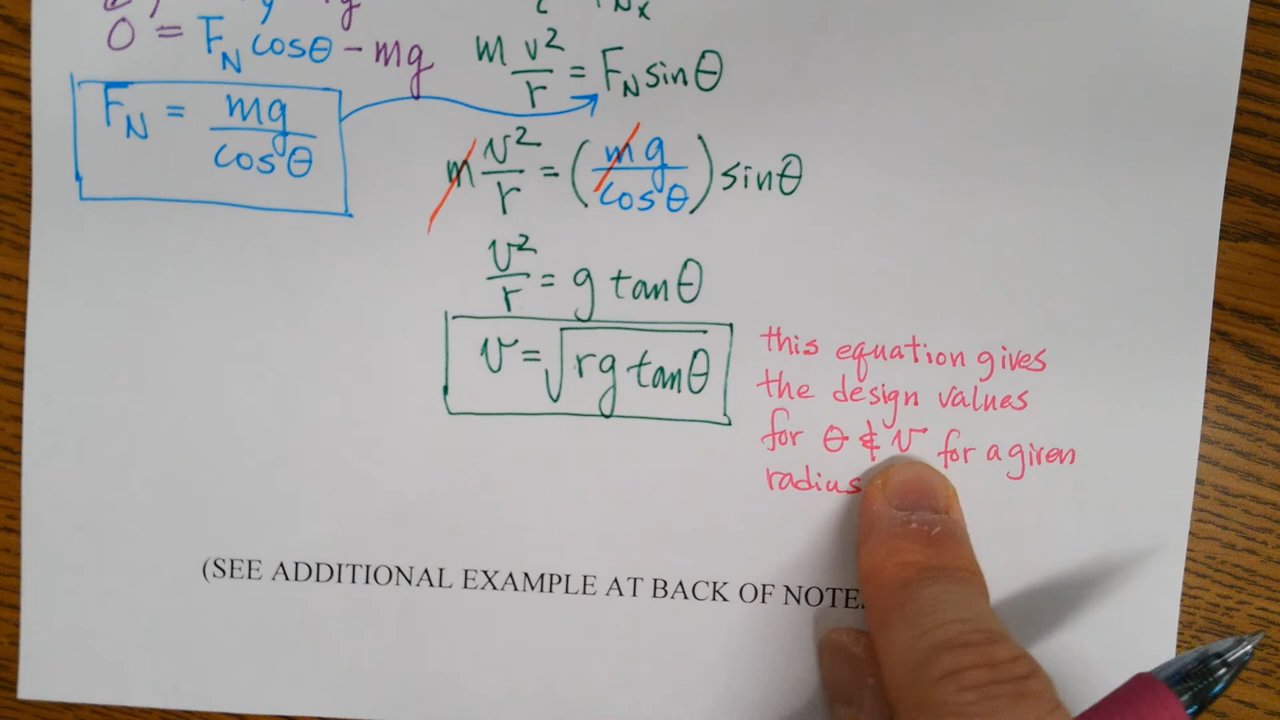 0 = F_N cosθ - mg
m v²/r = F_N sinθ
F_N = mg/cosθ
m v²/r = (mg/cosθ) sinθ
v²/r = g tanθ
v = √(rg tanθ)
this equation gives
the design values
for θ & v for a given
radius
(SEE ADDITIONAL EXAMPLE AT BACK OF NOTE